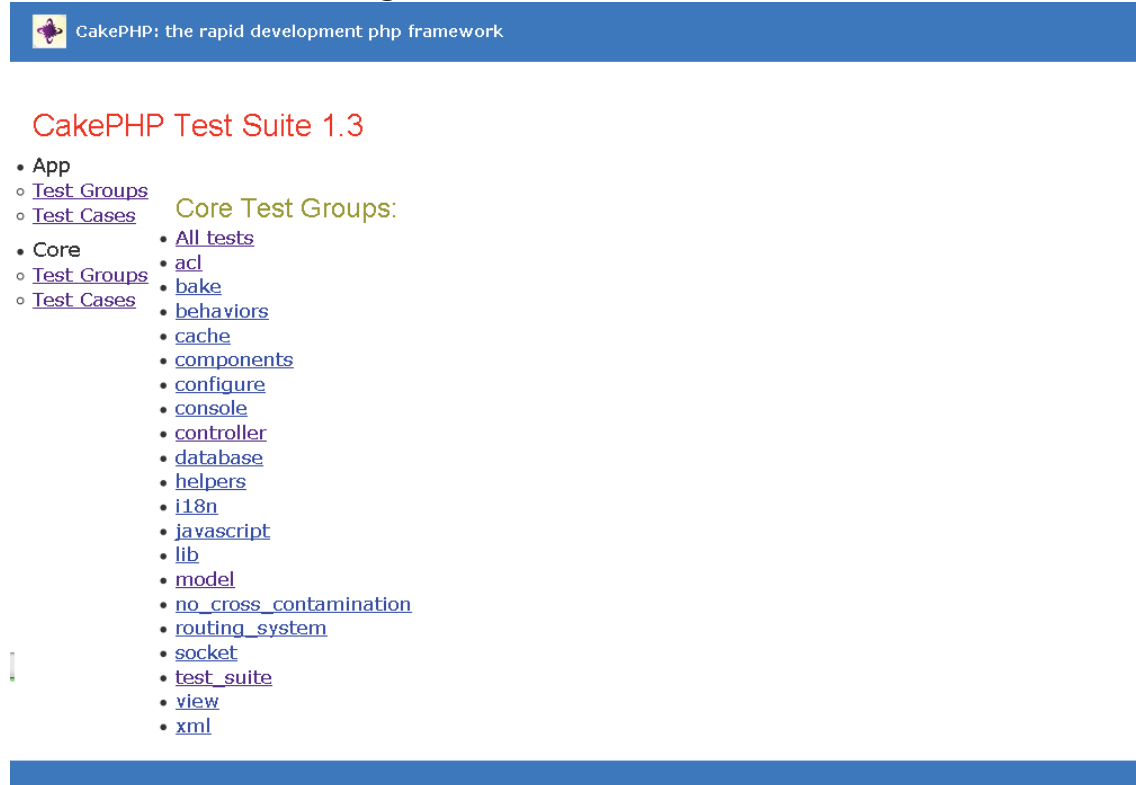 CakePHP: the rapid development php framework
CakePHP Test Suite 1.3
App
Test Groups
Test Cases
Core
Test Groups
Test Cases
Core Test Groups:
All tests
acl
bake
behaviors
cache
components
configure
console
controller
database
helpers
i18n
javascript
lib
model
no_cross_contamination
routing_system
socket
test_suite
view
xml